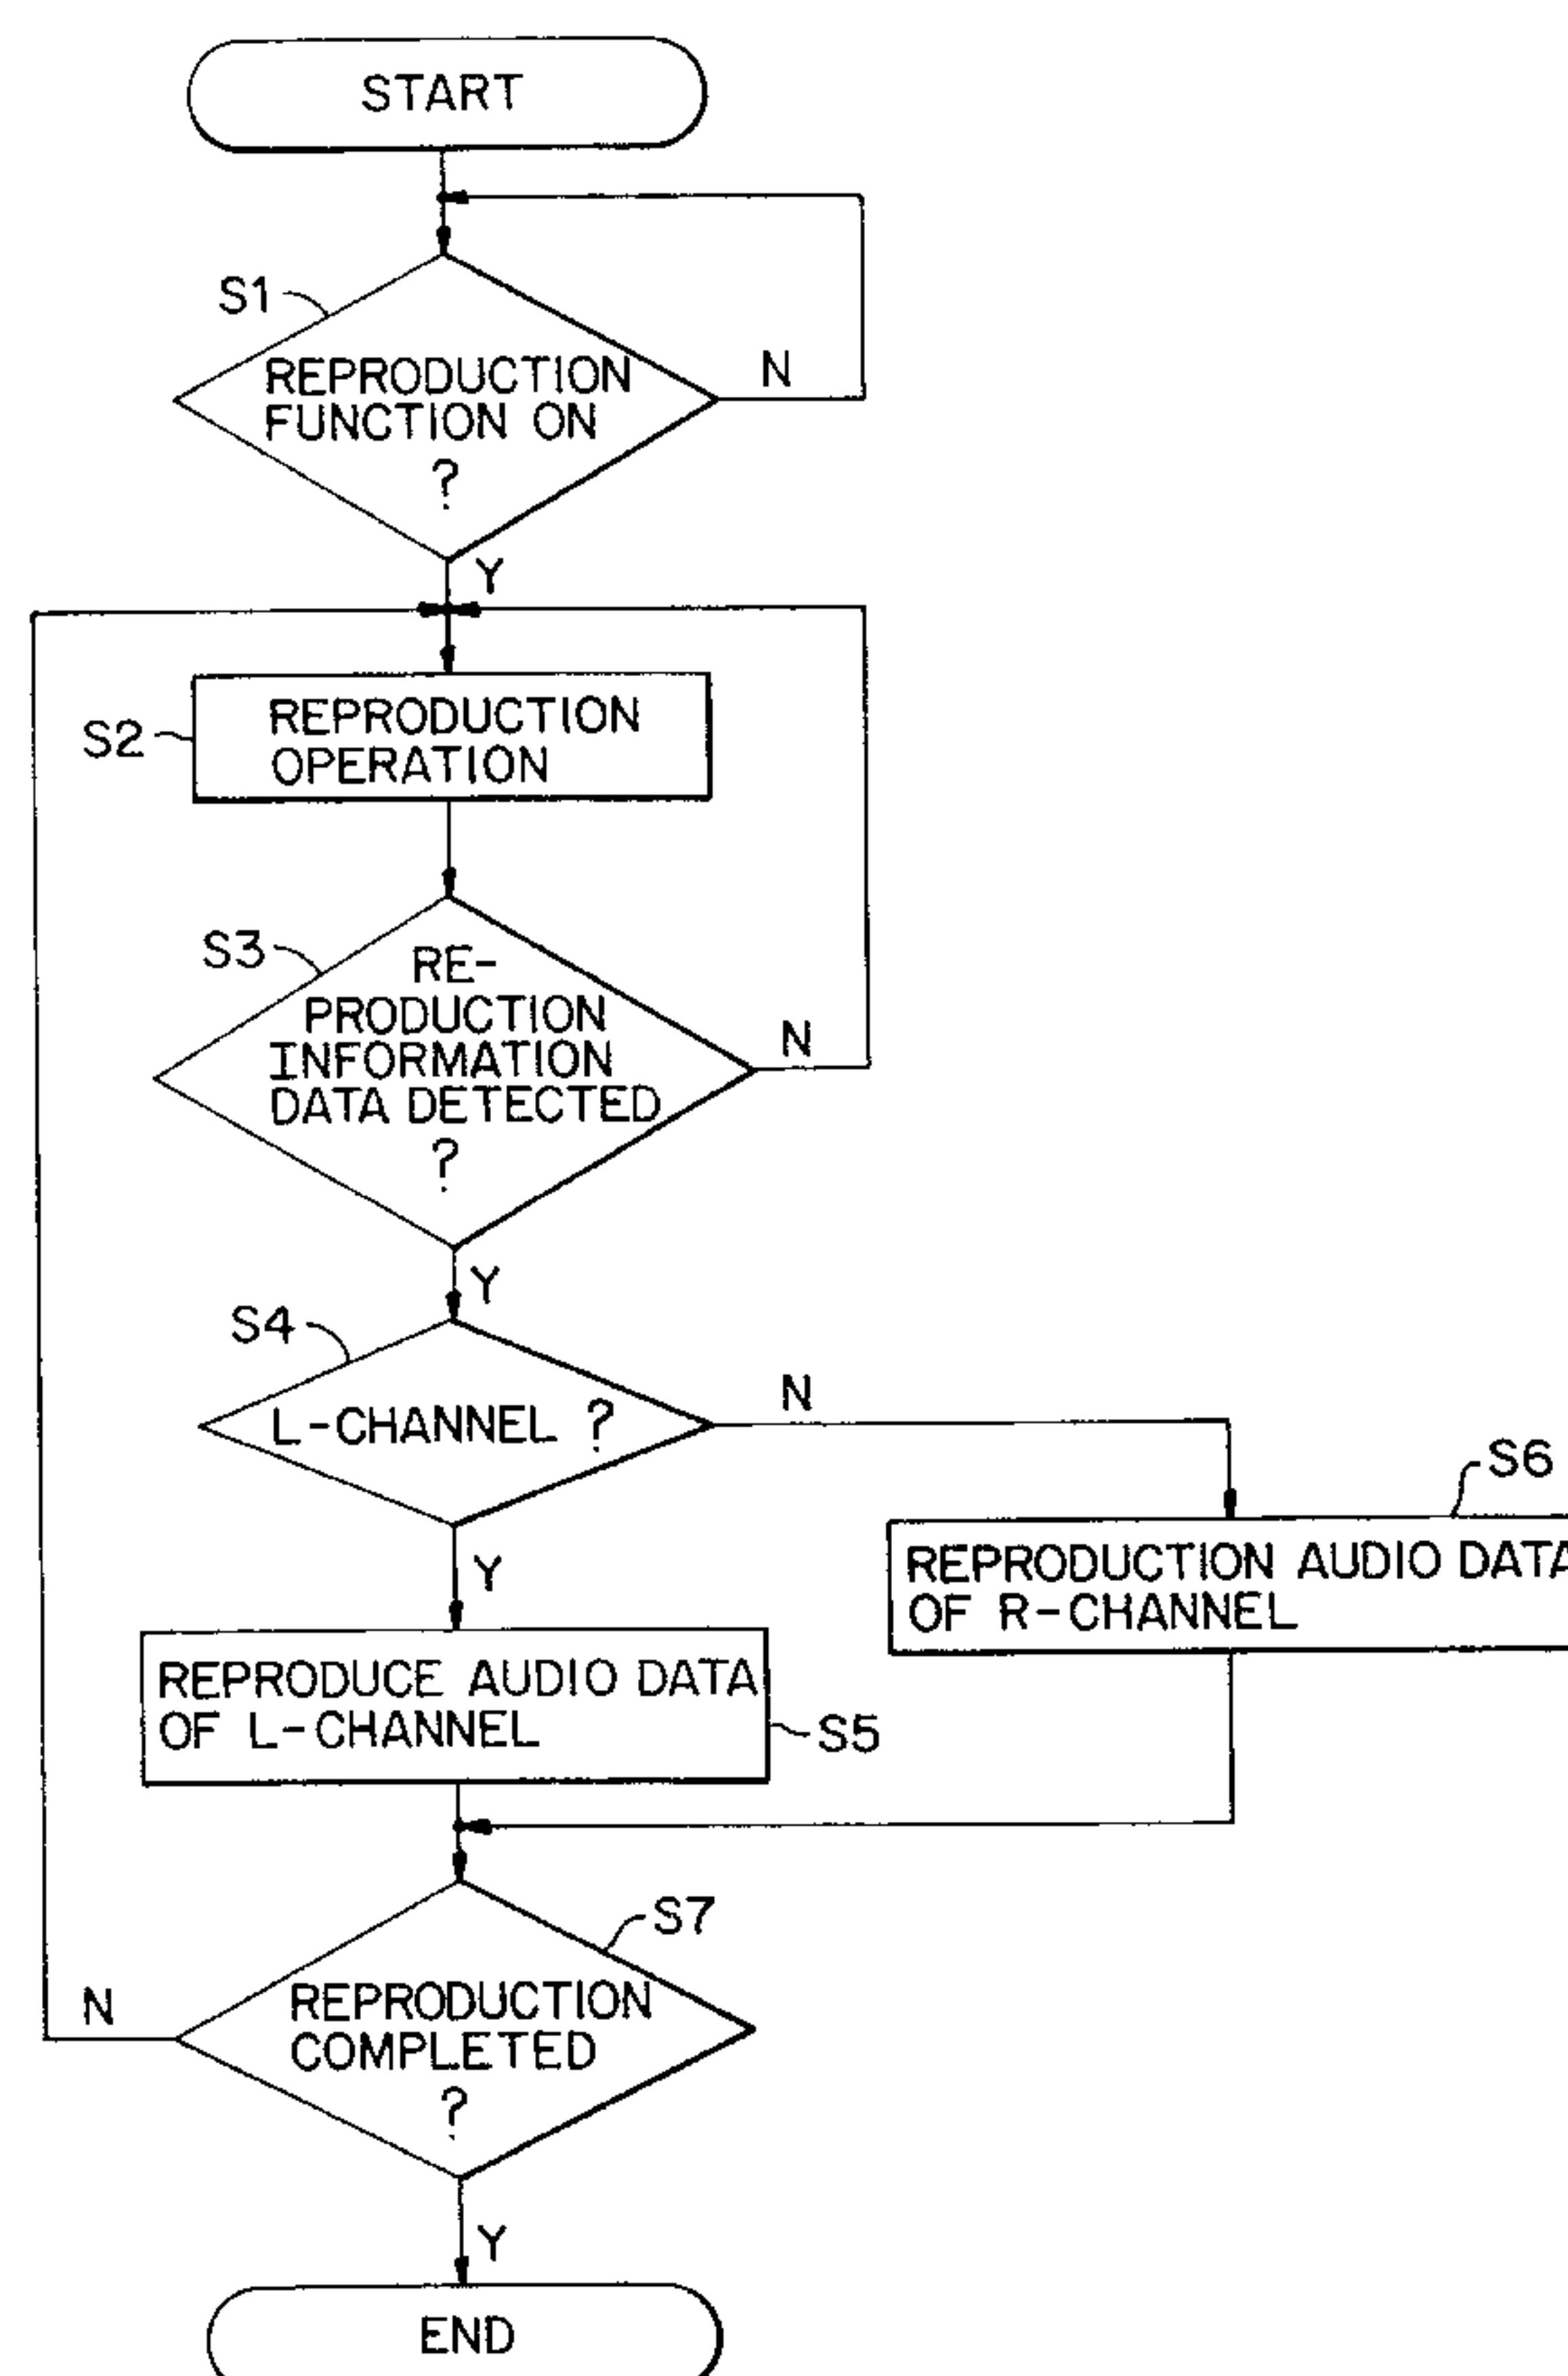 START
S1
REPRODUCTION
FUNCTION ON
?
N
Y
S2
REPRODUCTION
OPERATION
S3
RE-
PRODUCTION
INFORMATION
DATA DETECTED
?
N
Y
S4
L-CHANNEL ?
N
Y
S6
REPRODUCTION AUDIO DATA
OF R-CHANNEL
REPRODUCE AUDIO DATA
OF L-CHANNEL
S5
S7
REPRODUCTION
COMPLETED
?
N
Y
END